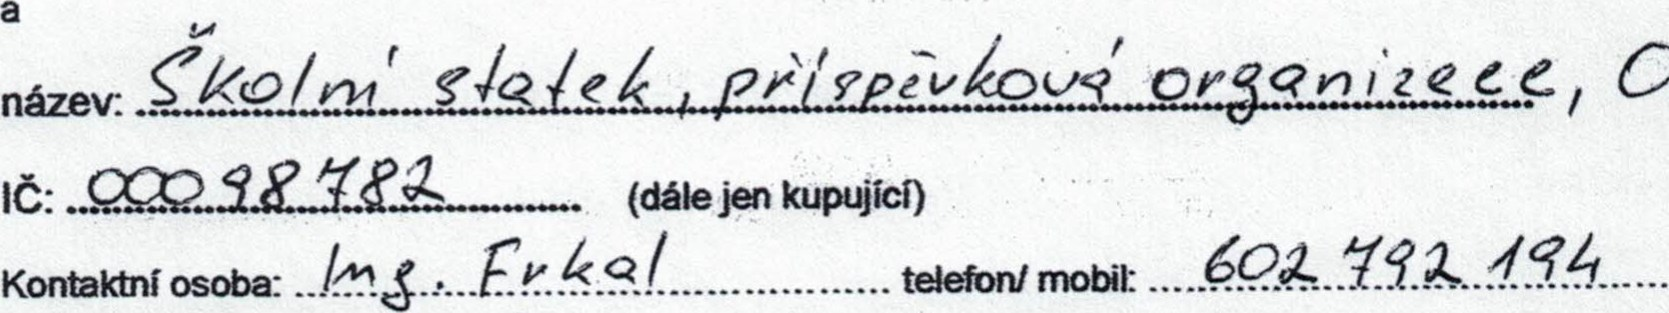 a
název: Školní statek, příspěvková organizace,
IČ: 00098782 (dále jen kupující)
Kontaktní osoba: Ing. Frkal telefon/ mobil: 602 792 194